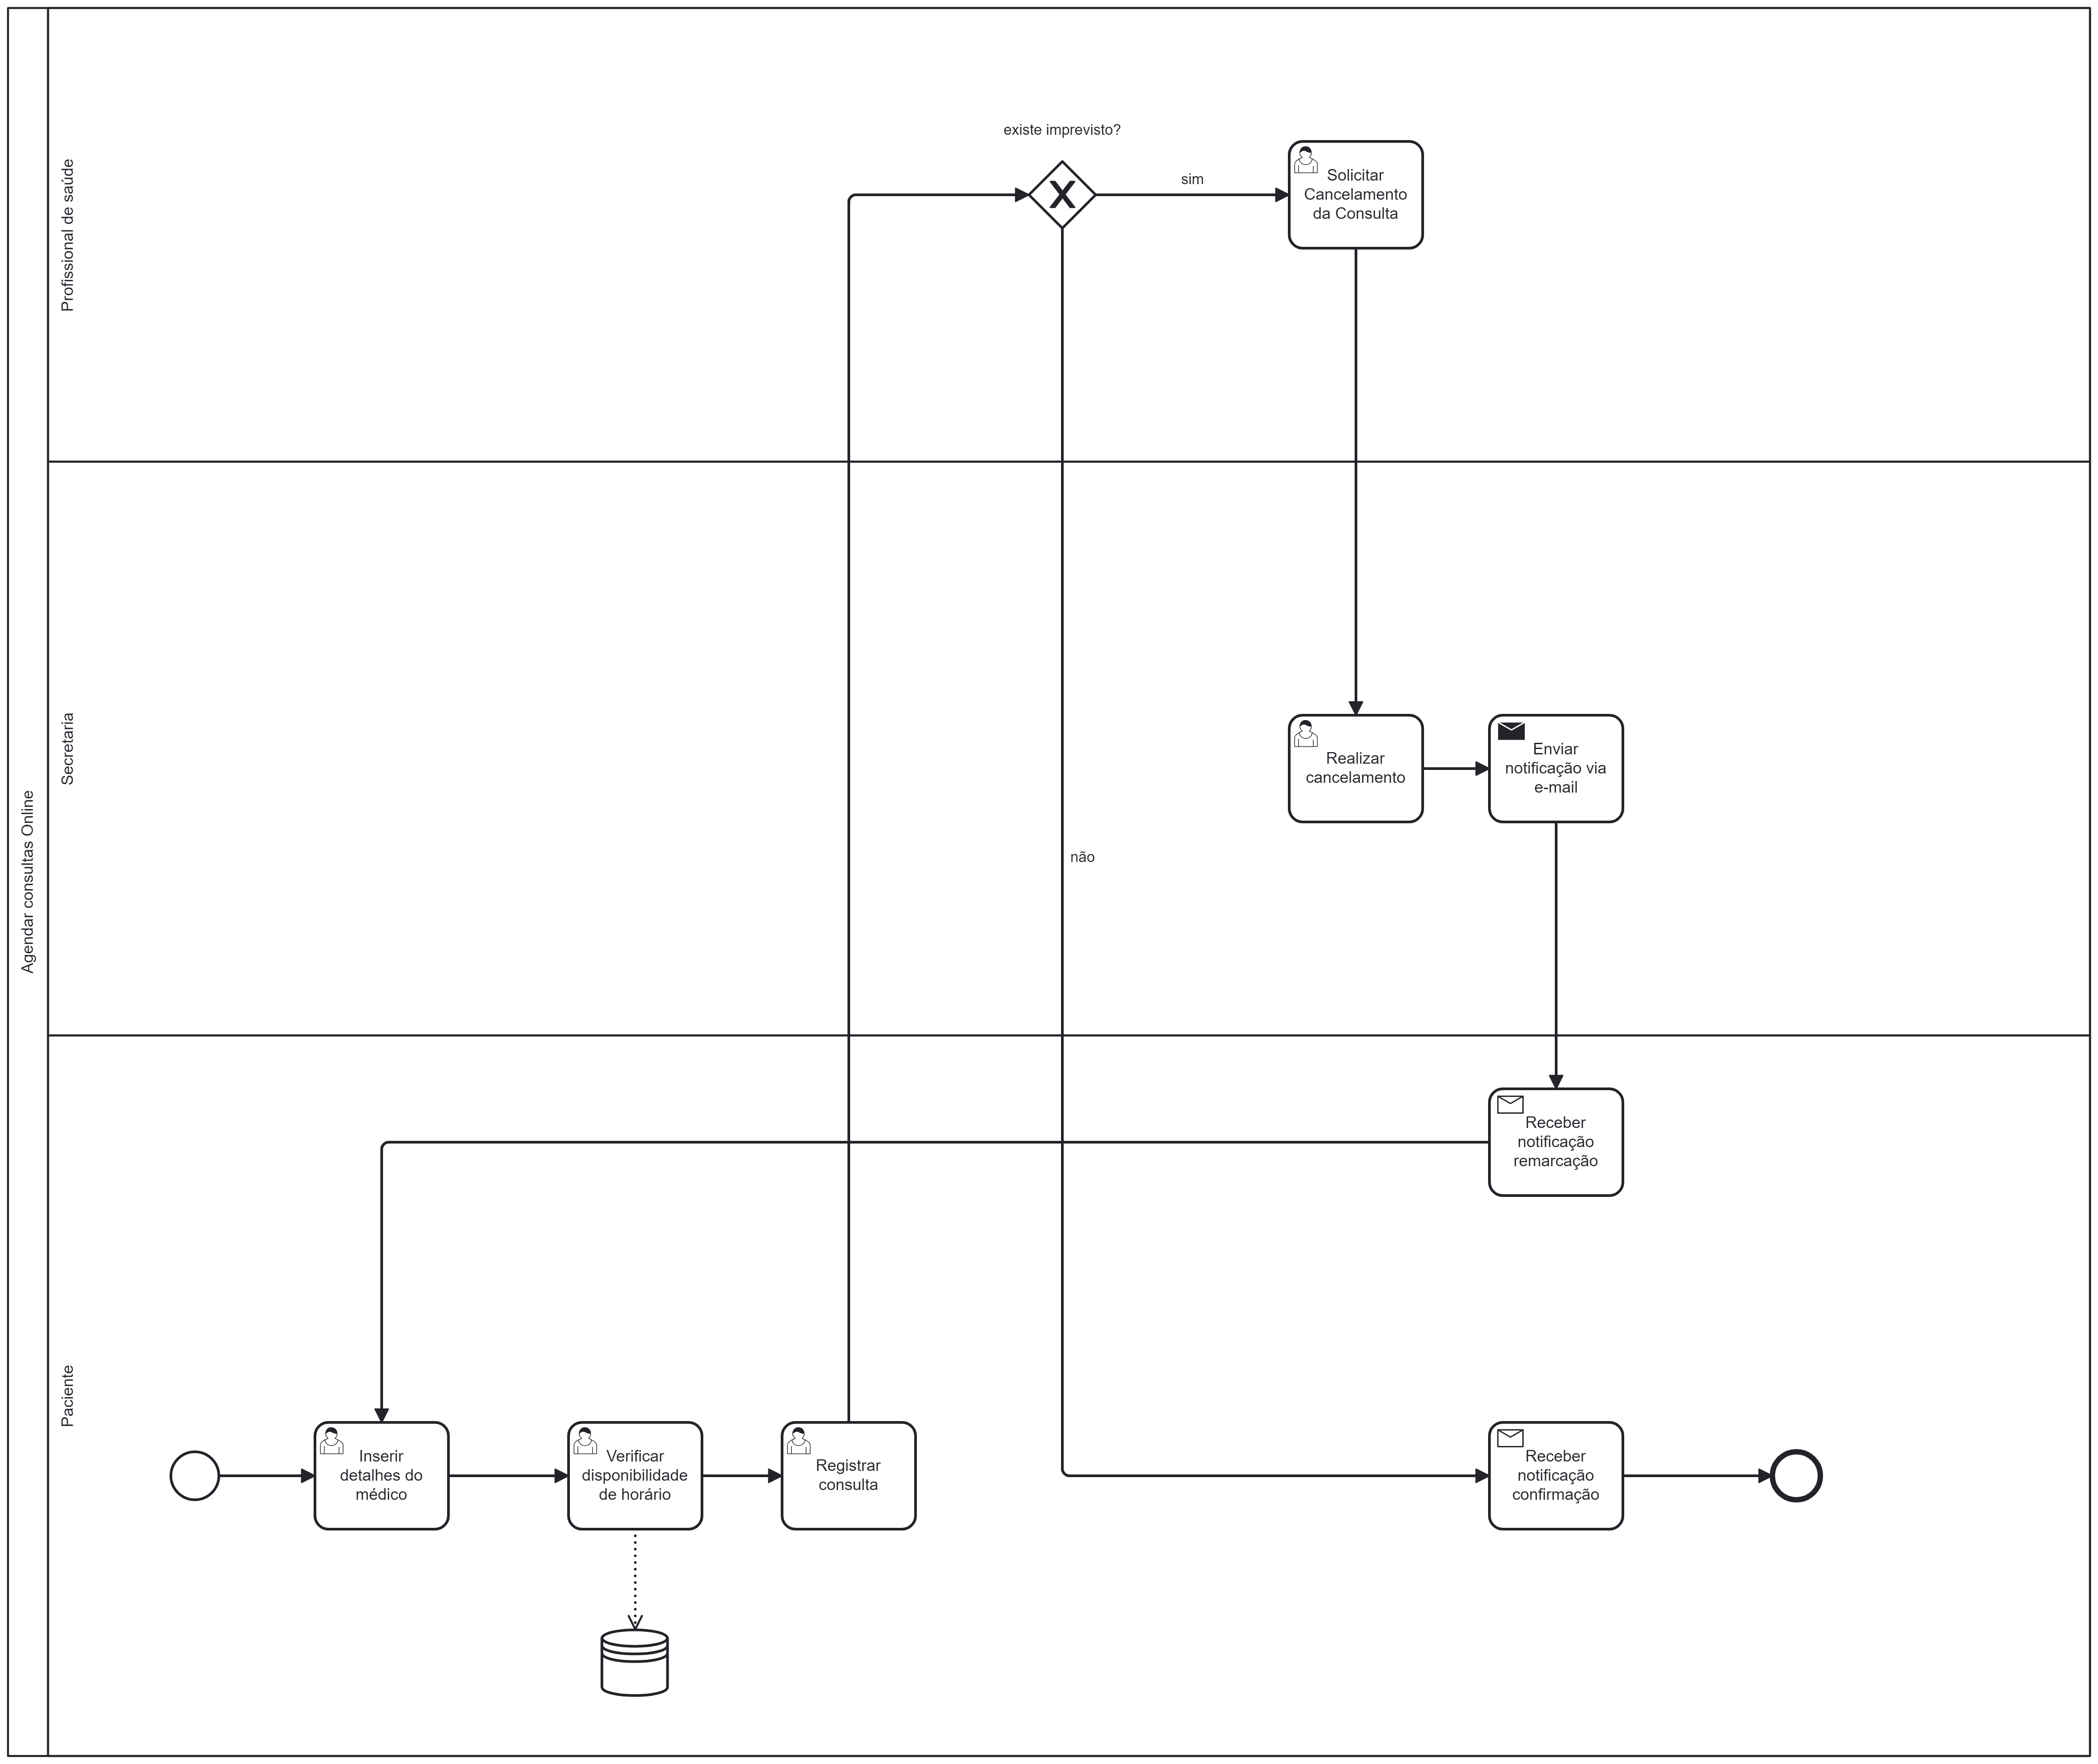 Agendar consultas Online
Profissional de saúde
existe imprevisto?
sim
Solicitar
Cancelamento
da Consulta
Secretaria
Realizar
cancelamento
Enviar
notificação via
e-mail
não
Paciente
Receber
notificação
remarcação
Inserir
detalhes do
médico
Verificar
disponibilidade
de horário
Registrar
consulta
Receber
notificação
confirmação